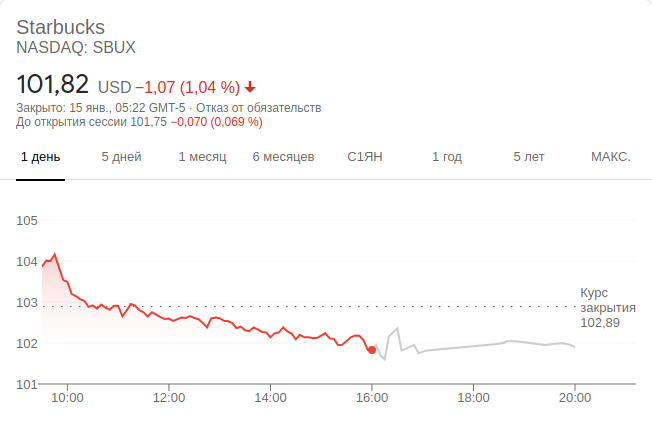 Starbucks
NASDAQ: SBUX
101,82 USD −1,07 (1,04 %)
Закрыто: 15 янв., 05:22 GMT-5 · Отказ от обязательств
До открытия сессии 101,75 −0,070 (0,069 %)
1 день 5 дней 1 месяц 6 месяцев С1ЯН 1 год 5 лет МАКС.
105
104
103
102
101
Курс
закрытия
102,89
10:00 12:00 14:00 16:00 18:00 20:00